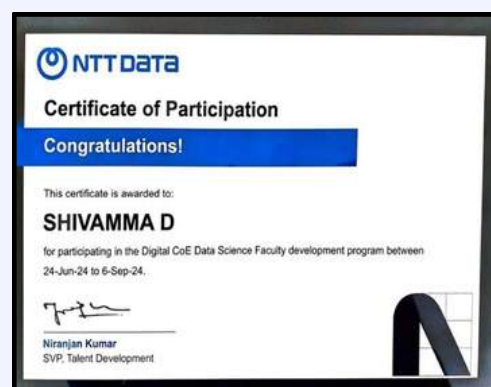 NTT DATA
Certificate of Participation
Congratulations!
This certificate is awarded to:
SHIVAMMA D
for participating in the Digital CoE Data Science Faculty development program between
24-Jun-24 to 6-Sep-24.
Niranjan Kumar
SVP, Talent Development